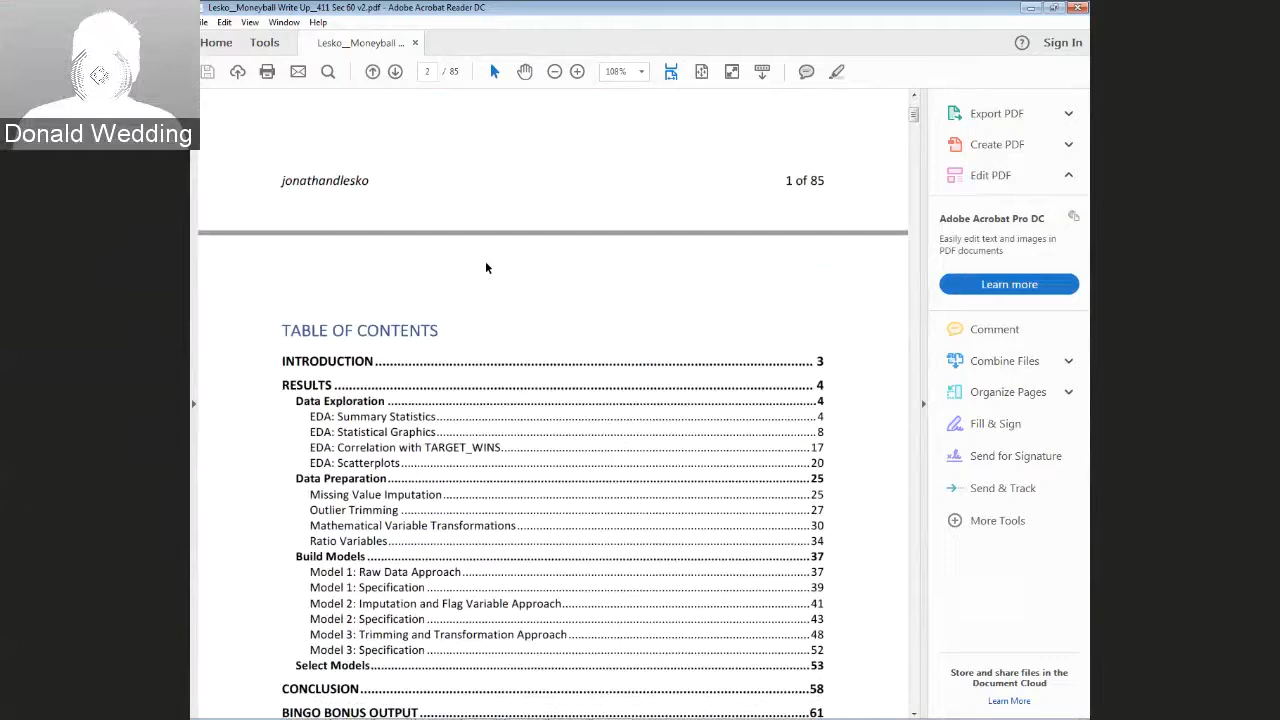 Lesko__Moneyball Write Up__411 Sec 60 v2.pdf - Adobe Acrobat Reader DC
ile Edit View Window Help
Home Tools Lesko__Moneyball ... × Sign In
2 / 85 108%
Donald Wedding
jonathandlesko 1 of 85
TABLE OF CONTENTS
INTRODUCTION 3
RESULTS 4
Data Exploration 4
EDA: Summary Statistics 4
EDA: Statistical Graphics 8
EDA: Correlation with TARGET_WINS 17
EDA: Scatterplots 20
Data Preparation 25
Missing Value Imputation 25
Outlier Trimming 27
Mathematical Variable Transformations 30
Ratio Variables 34
Build Models 37
Model 1: Raw Data Approach 37
Model 1: Specification 39
Model 2: Imputation and Flag Variable Approach 41
Model 2: Specification 43
Model 3: Trimming and Transformation Approach 48
Model 3: Specification 52
Select Models 53
CONCLUSION 58
BINGO BONUS OUTPUT 61
Export PDF
Create PDF
Edit PDF
Adobe Acrobat Pro DC
Easily edit text and images in
PDF documents
Learn more
Comment
Combine Files
Organize Pages
Fill & Sign
Send for Signature
Send & Track
More Tools
Store and share files in the
Document Cloud
Learn More